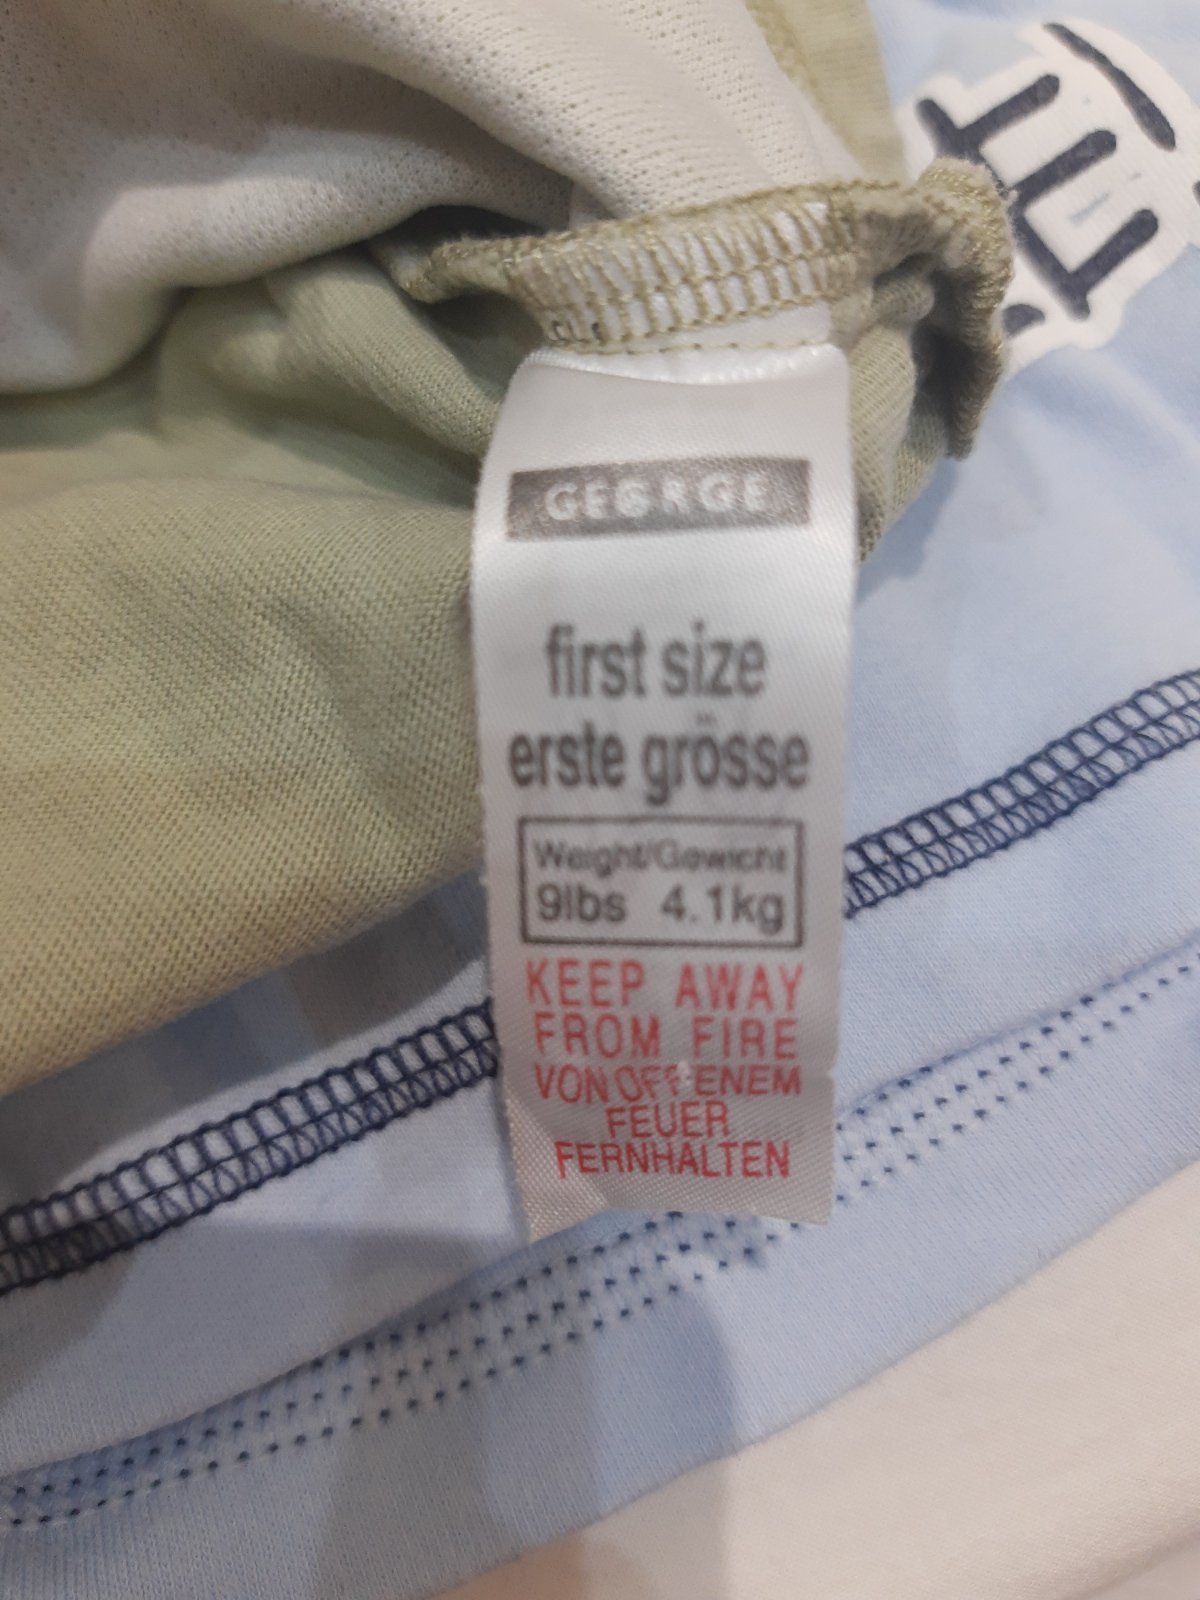 GEORGE
first size
erste grösse
Weight/Gewicht
9lbs 4.1kg
KEEP AWAY
FROM FIRE
VON OFFENEM
FEUER
FERNHALTEN